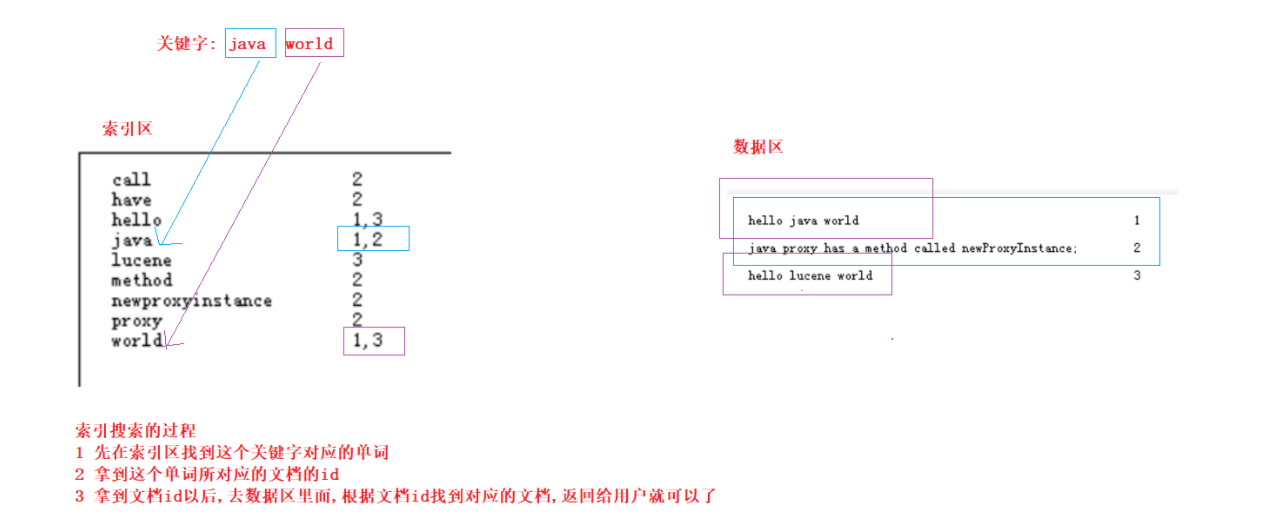 关键字: java world
索引区
call 2
have 2
hello 1,3
java 1,2
lucene 3
method 2
newproxyinstance 2
proxy 2
world 1,3
数据区
hello java world 1
java proxy has a method called newProxyInstance; 2
hello lucene world 3
索引搜索的过程
1 先在索引区找到这个关键字对应的单词
2 拿到这个单词所对应的文档的id
3 拿到文档id以后,去数据区里面,根据文档id找到对应的文档,返回给用户就可以了